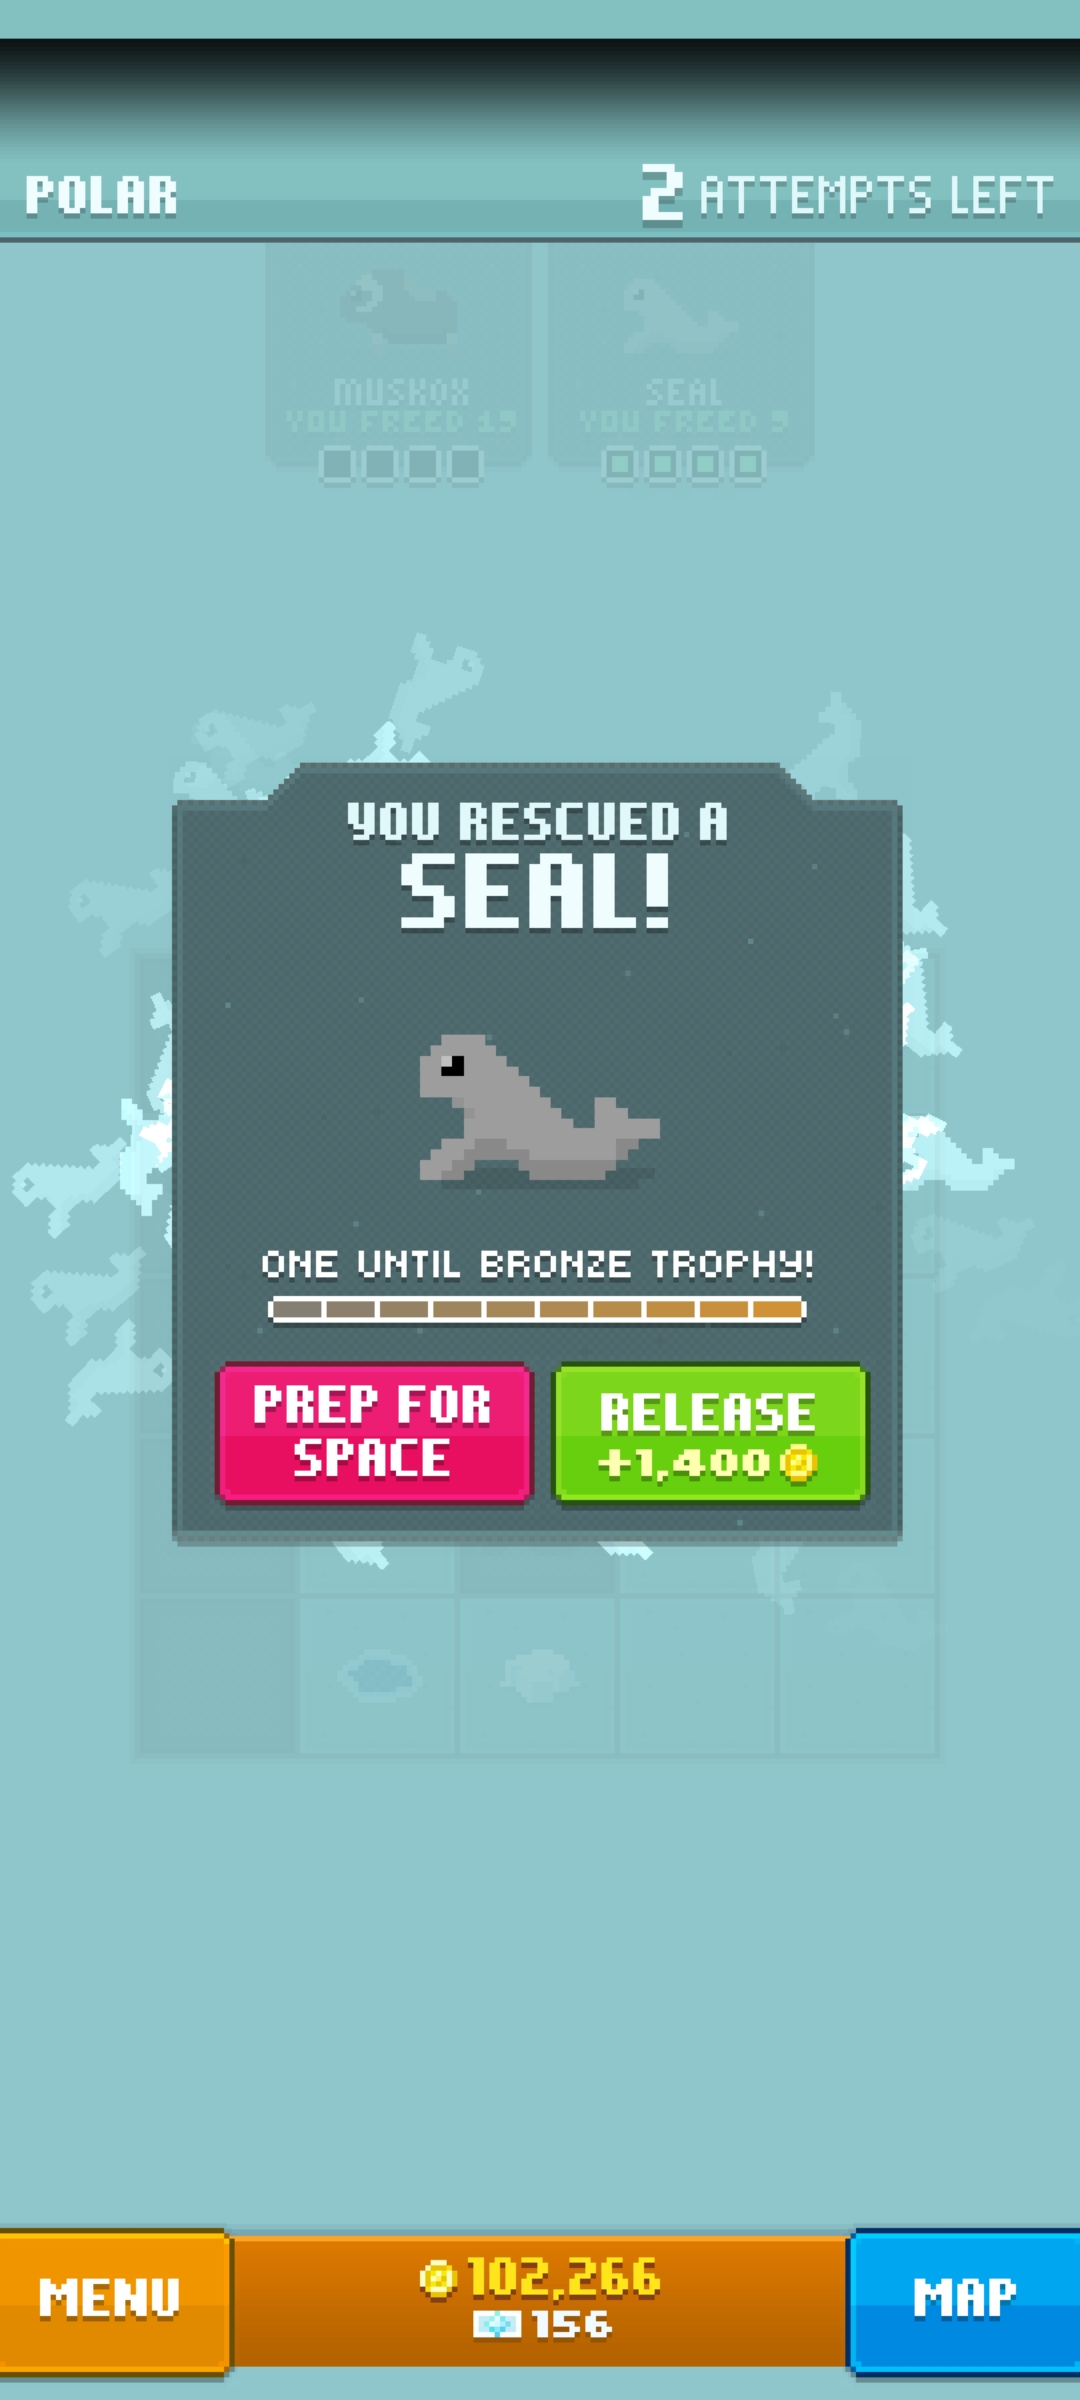 POLAR
2 ATTEMPTS LEFT
MUSKOX
YOU FREED 19
SEAL
YOU FREED 9
YOU RESCUED A
SEAL!
ONE UNTIL BRONZE TROPHY!
PREP FOR
SPACE
RELEASE
+1,400
MENU
102,266
156
MAP